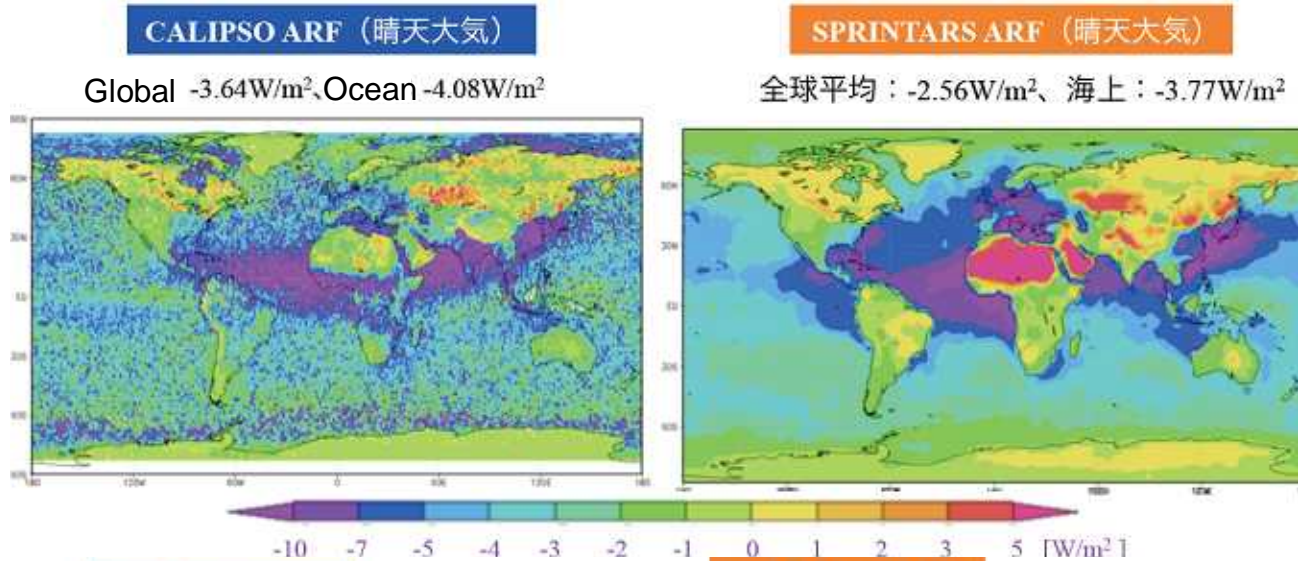 CALIPSO ARF（晴天大気）
SPRINTARS ARF（晴天大気）
Global -3.64W/m²、Ocean -4.08W/m²
全球平均：-2.56W/m²、海上：-3.77W/m²
-10 -7 -5 -4 -3 -2 -1 0 1 2 3 5 [W/m²]